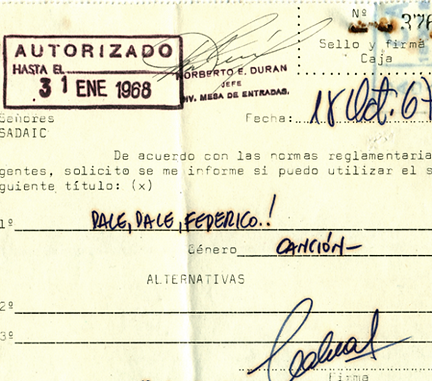 Nº 376
AUTORIZADO
HASTA EL
31 ENE 1968
NORBERTO E. DURAN
JEFE
DIV. MESA DE ENTRADAS.
Sello y firma
Caja
Señores
SADAIC
Fecha: 18 Oct. 67
De acuerdo con las normas reglamentaria
gentes, solicito se me informe si puedo utilizar el s
guiente título: (x)
1º DALE, DALE, FEDERICO.!
Género CANCIÓN—
ALTERNATIVAS
2º
3º
firma